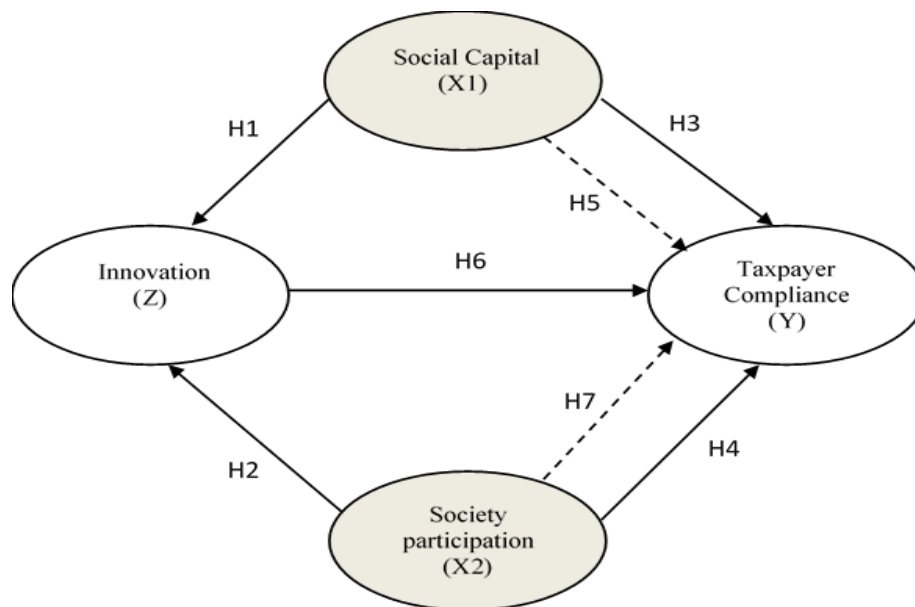 Social Capital
(X1)
H1
H3
H5
Innovation
(Z)
H6
Taxpayer
Compliance
(Y)
H7
H2
H4
Society
participation
(X2)